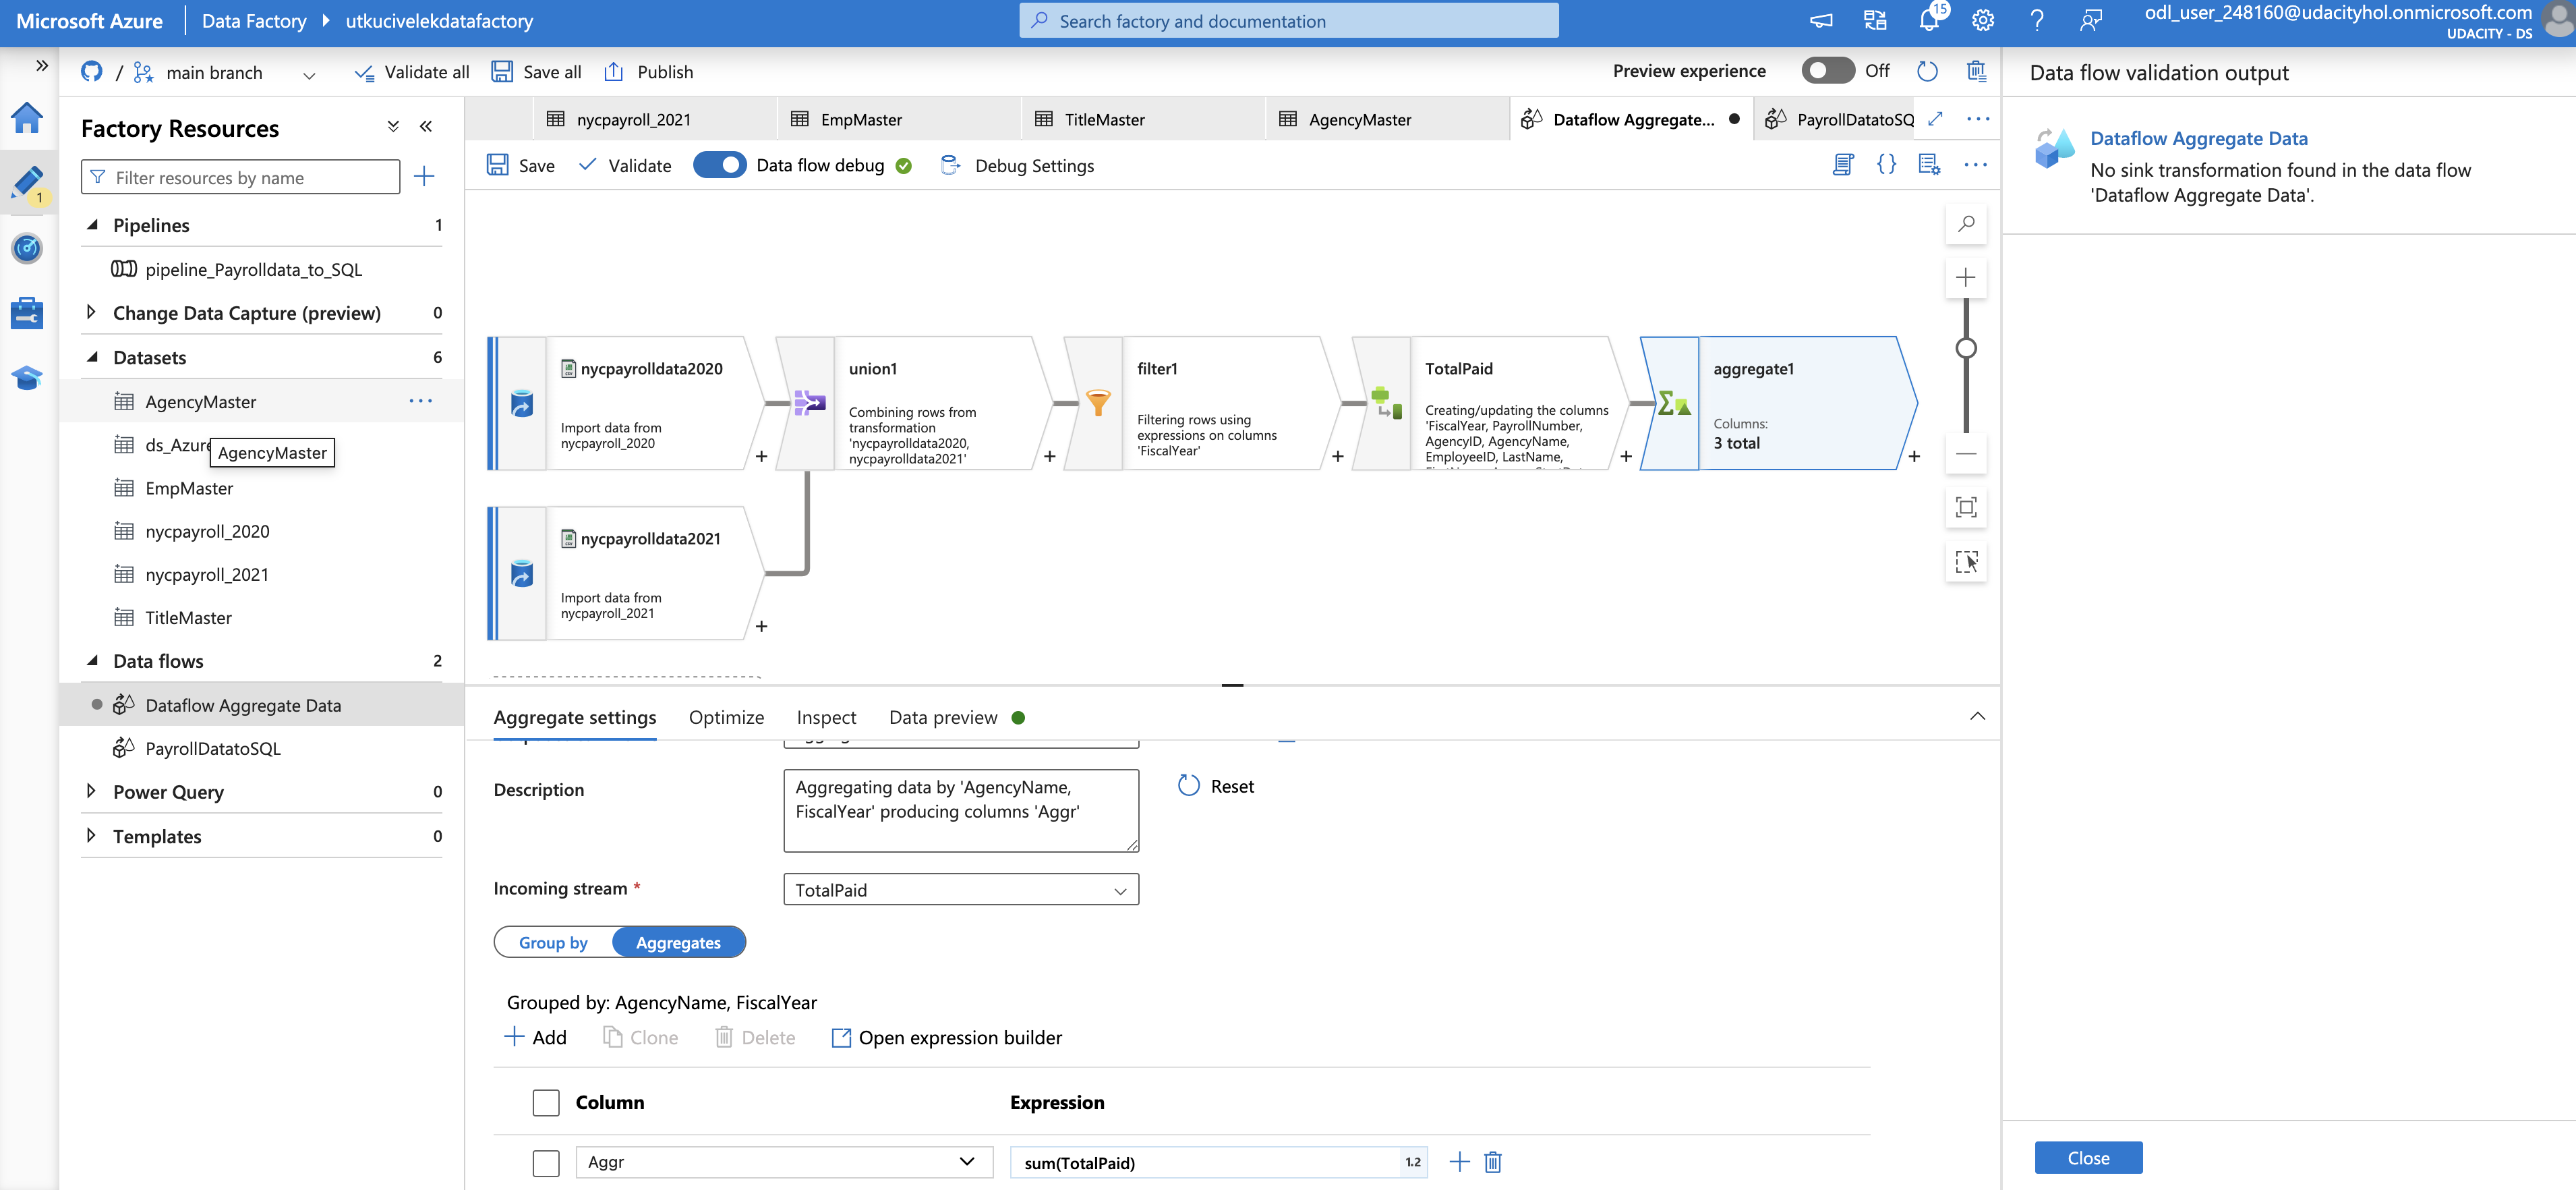 Microsoft Azure
Data Factory
utkucivelekdatafactory
Search factory and documentation
15
odl_user_248160@udacityhol.onmicrosoft.com
UDACITY - DS
/
main branch
Validate all
Save all
Publish
Preview experience
Off
Data flow validation output
1
Factory Resources
Filter resources by name
Pipelines
1
pipeline_Payrolldata_to_SQL
Change Data Capture (preview)
0
Datasets
6
AgencyMaster
ds_Azure
AgencyMaster
EmpMaster
nycpayroll_2020
nycpayroll_2021
TitleMaster
Data flows
2
Dataflow Aggregate Data
PayrollDatatoSQL
Power Query
0
Templates
0
nycpayroll_2021
EmpMaster
TitleMaster
AgencyMaster
Dataflow Aggregate...
PayrollDatatoSQ
Save
Validate
Data flow debug
Debug Settings
nycpayrolldata2020
Import data from
nycpayroll_2020
union1
Combining rows from
transformation
'nycpayrolldata2020,
nycpayrolldata2021'
filter1
Filtering rows using
expressions on columns
'FiscalYear'
TotalPaid
Creating/updating the columns
'FiscalYear, PayrollNumber,
AgencyID, AgencyName,
EmployeeID, LastName,
aggregate1
Columns:
3 total
nycpayrolldata2021
Import data from
nycpayroll_2021
Aggregate settings
Optimize
Inspect
Data preview
Description
Aggregating data by 'AgencyName,
FiscalYear' producing columns 'Aggr'
Reset
Incoming stream *
TotalPaid
Group by
Aggregates
Grouped by: AgencyName, FiscalYear
Add
Clone
Delete
Open expression builder
Column
Expression
Aggr
sum(TotalPaid)
1.2
Dataflow Aggregate Data
No sink transformation found in the data flow
'Dataflow Aggregate Data'.
Close